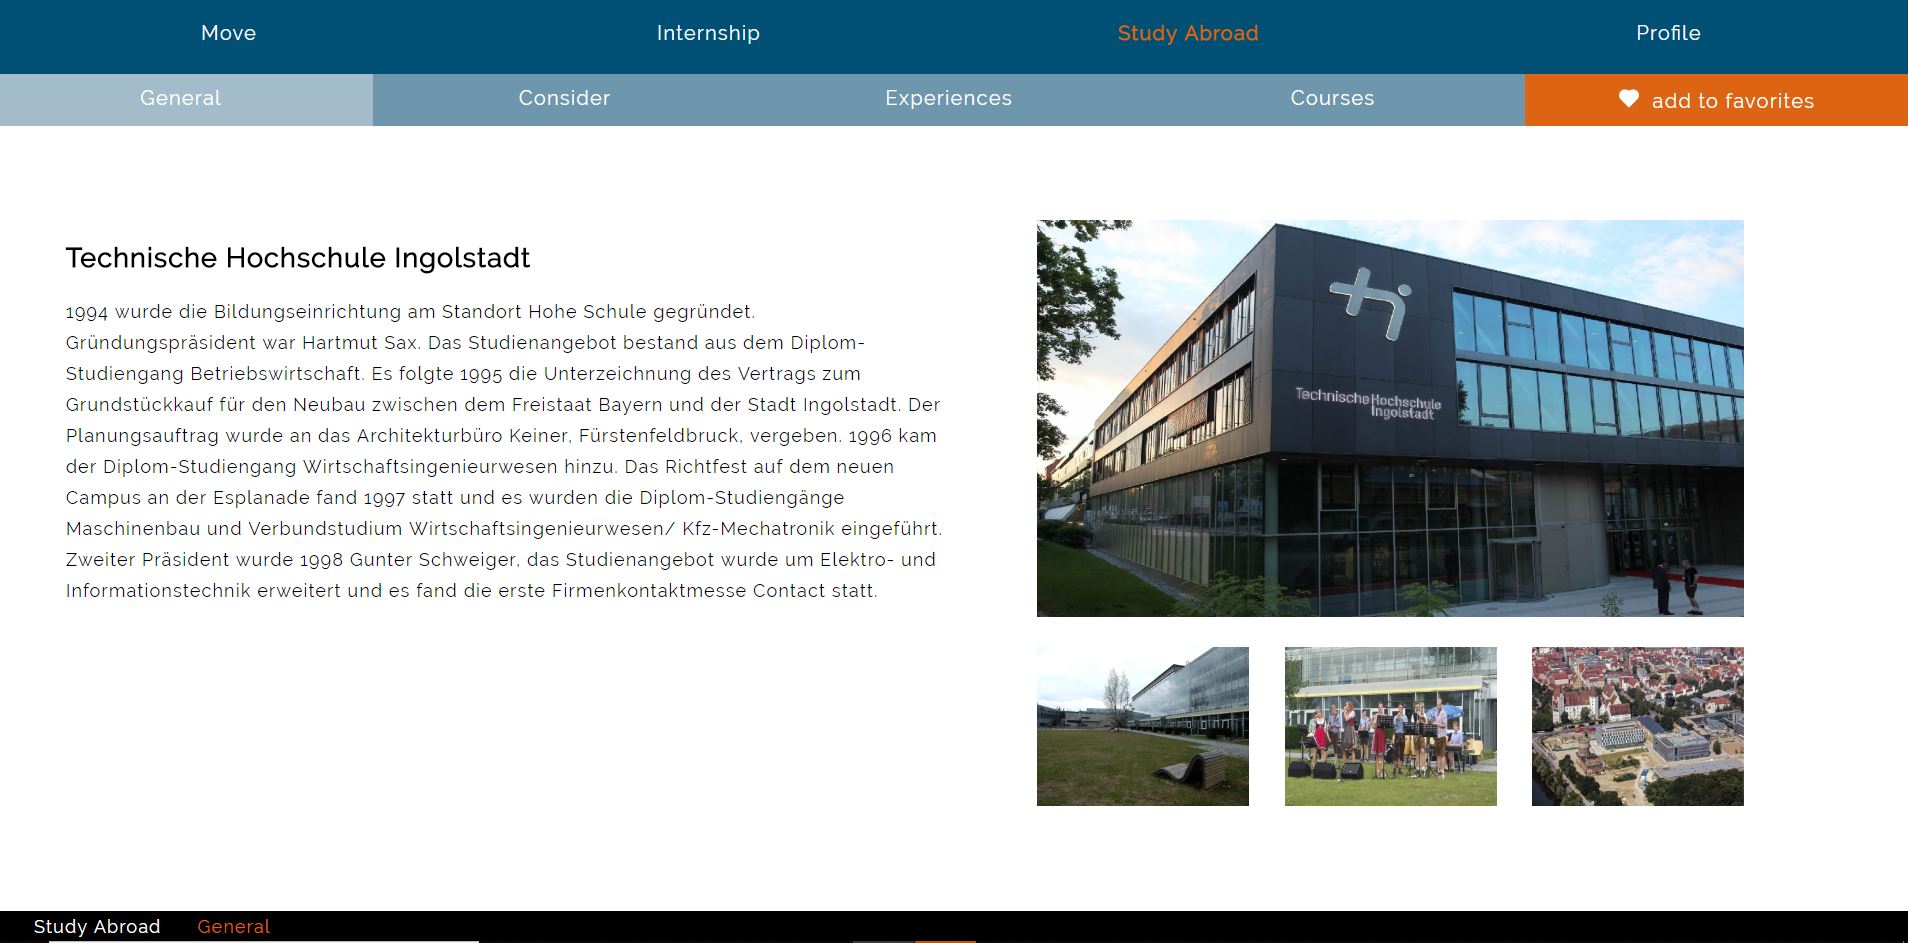 Move Internship Study Abroad Profile
General Consider Experiences Courses add to favorites
Technische Hochschule Ingolstadt
1994 wurde die Bildungseinrichtung am Standort Hohe Schule gegründet.
Gründungspräsident war Hartmut Sax. Das Studienangebot bestand aus dem Diplom-
Studiengang Betriebswirtschaft. Es folgte 1995 die Unterzeichnung des Vertrags zum
Grundstückkauf für den Neubau zwischen dem Freistaat Bayern und der Stadt Ingolstadt. Der
Planungsauftrag wurde an das Architekturbüro Keiner, Fürstenfeldbruck, vergeben. 1996 kam
der Diplom-Studiengang Wirtschaftsingenieurwesen hinzu. Das Richtfest auf dem neuen
Campus an der Esplanade fand 1997 statt und es wurden die Diplom-Studiengänge
Maschinenbau und Verbundstudium Wirtschaftsingenieurwesen/ Kfz-Mechatronik eingeführt.
Zweiter Präsident wurde 1998 Gunter Schweiger, das Studienangebot wurde um Elektro- und
Informationstechnik erweitert und es fand die erste Firmenkontaktmesse Contact statt.
Technische Hochschule
Ingolstadt
Study Abroad General